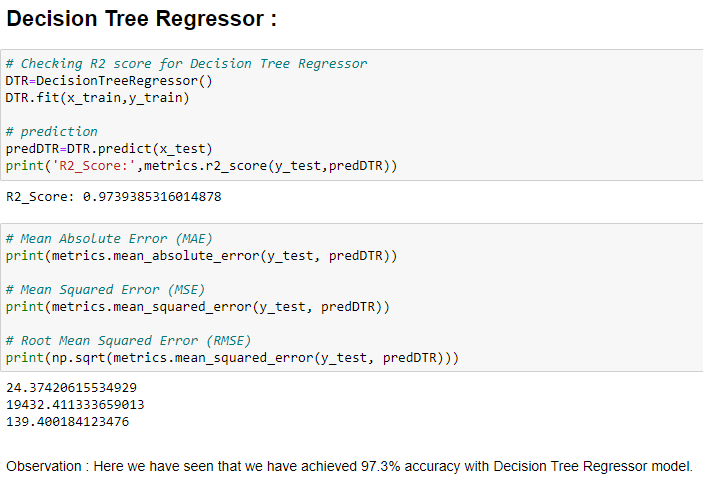 Decision Tree Regressor :
# Checking R2 score for Decision Tree Regressor
DTR=DecisionTreeRegressor()
DTR.fit(x_train,y_train)
# prediction
predDTR=DTR.predict(x_test)
print('R2_Score:',metrics.r2_score(y_test,predDTR))
R2_Score: 0.9739385316014878
# Mean Absolute Error (MAE)
print(metrics.mean_absolute_error(y_test, predDTR))
# Mean Squared Error (MSE)
print(metrics.mean_squared_error(y_test, predDTR))
# Root Mean Squared Error (RMSE)
print(np.sqrt(metrics.mean_squared_error(y_test, predDTR)))
24.37420615534929
19432.411333659013
139.400184123476
Observation : Here we have seen that we have achieved 97.3% accuracy with Decision Tree Regressor model.